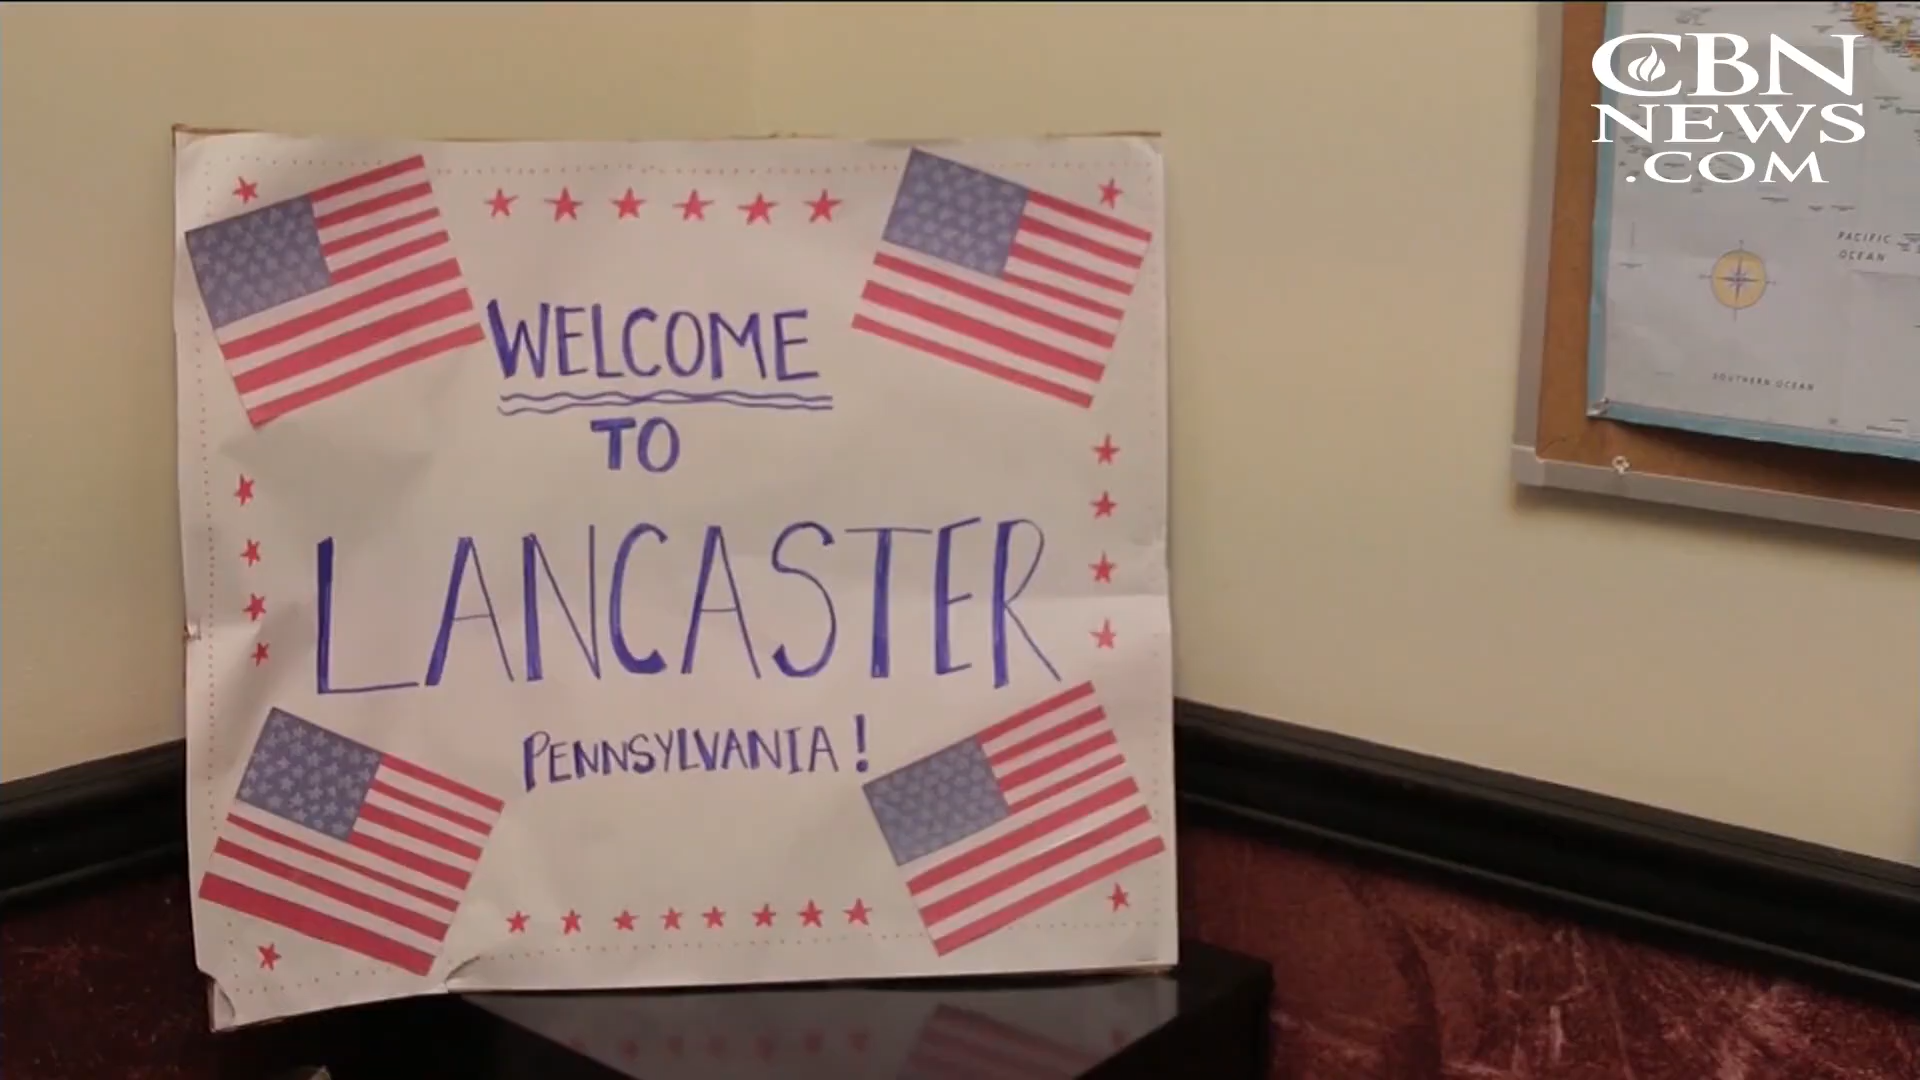 WELCOME
TO
LANCASTER
PENNSYLVANIA!
CBN
NEWS
.COM
PACIFIC
OCEAN
SOUTHERN OCEAN